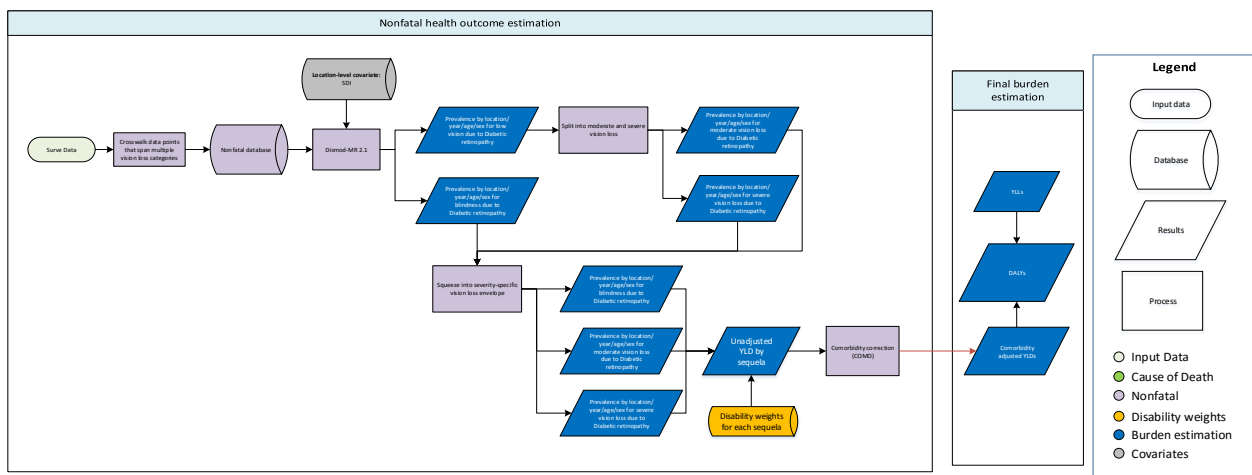 Nonfatal health outcome estimation
Location-level covariate:
SDI
Surve Data
Crosswalk data points
that span multiple
vision loss categories
Nonfatal database
Dismod-MR 2.1
Prevalence by location/
year/age/sex for low
vision due to Diabetic
retinopathy
Split into moderate and severe
vision loss
Prevalence by location/
year/age/sex for
moderate vision loss
due to Diabetic
retinopathy
Prevalence by location/
year/age/sex for
blindness due to
Diabetic retinopathy
Prevalence by location/
year/age/sex for severe
vision loss due to
Diabetic retinopathy
Squeeze into severity-specific
vision loss envelope
Prevalence by location/
year/age/sex for
blindness due to
Diabetic retinopathy
Prevalence by location/
year/age/sex for
moderate vision loss
due to Diabetic
retinopathy
Prevalence by location/
year/age/sex for severe
vision loss due to
Diabetic retinopathy
Unadjusted
YLD by
sequela
Disability weights
for each sequela
Comorbidity correction
(COMO)
Final burden
estimation
YLLs
DALYs
Comorbidity
adjusted YLDs
Legend
Input data
Database
Results
Process
Input Data
Cause of Death
Nonfatal
Disability weights
Burden estimation
Covariates